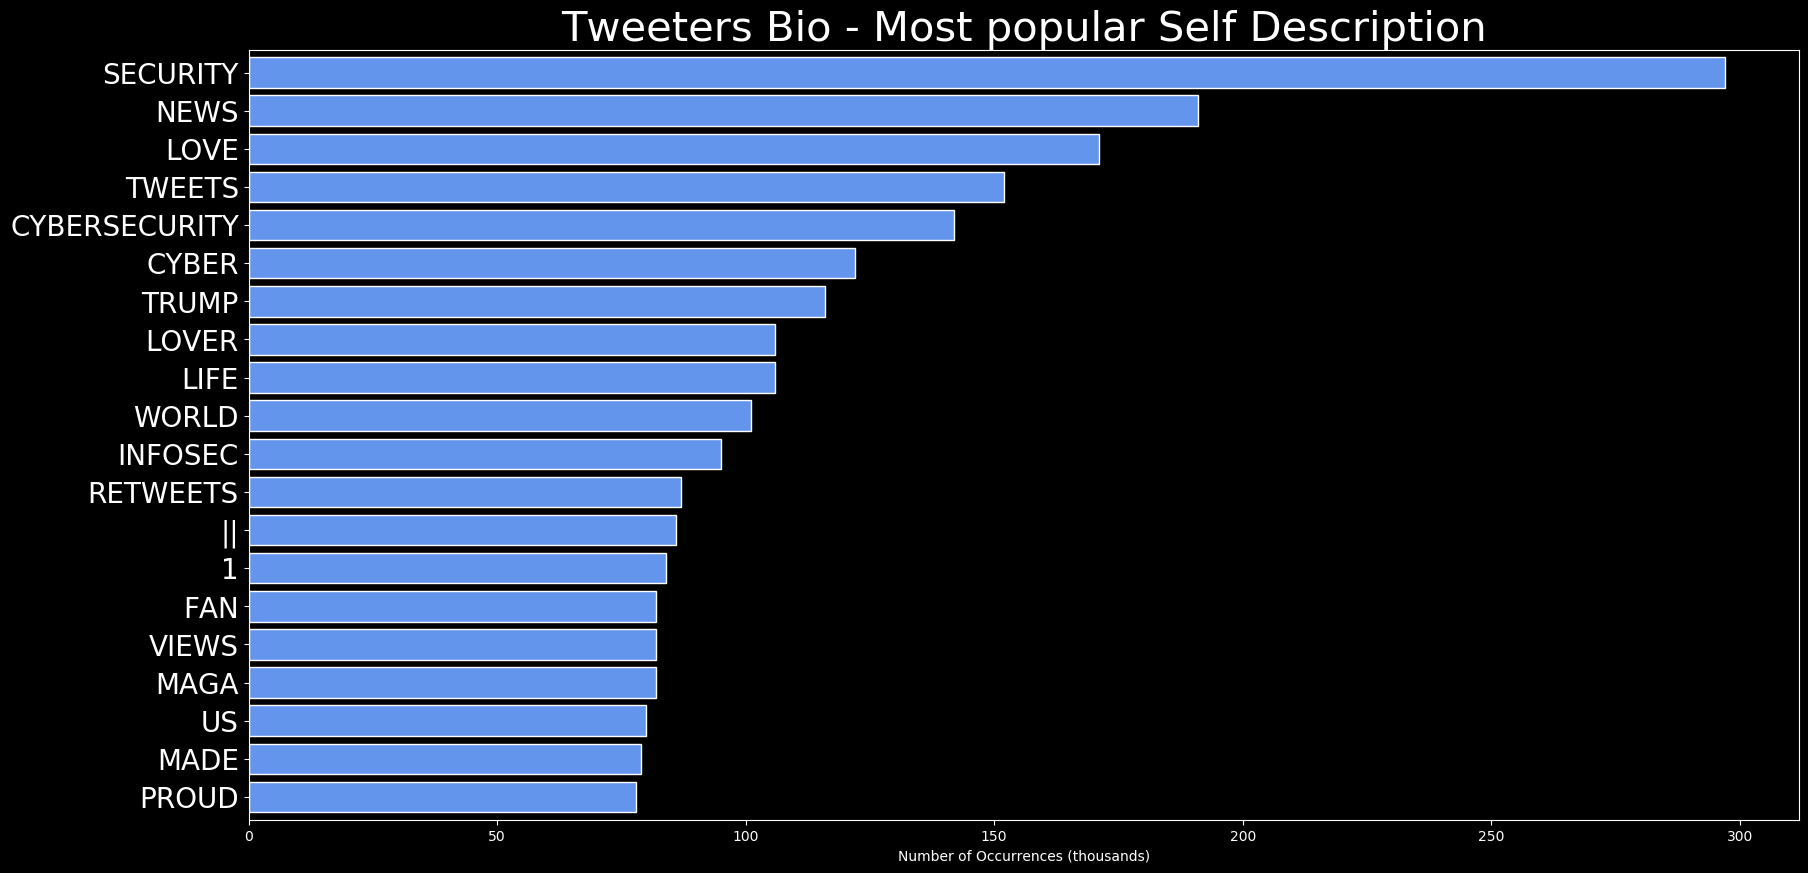 Tweeters Bio - Most popular Self Description
SECURITY
NEWS
LOVE
TWEETS
CYBERSECURITY
CYBER
TRUMP
LOVER
LIFE
WORLD
INFOSEC
RETWEETS
||
1
FAN
VIEWS
MAGA
US
MADE
PROUD
0 50 100 150 200 250 300
Number of Occurrences (thousands)